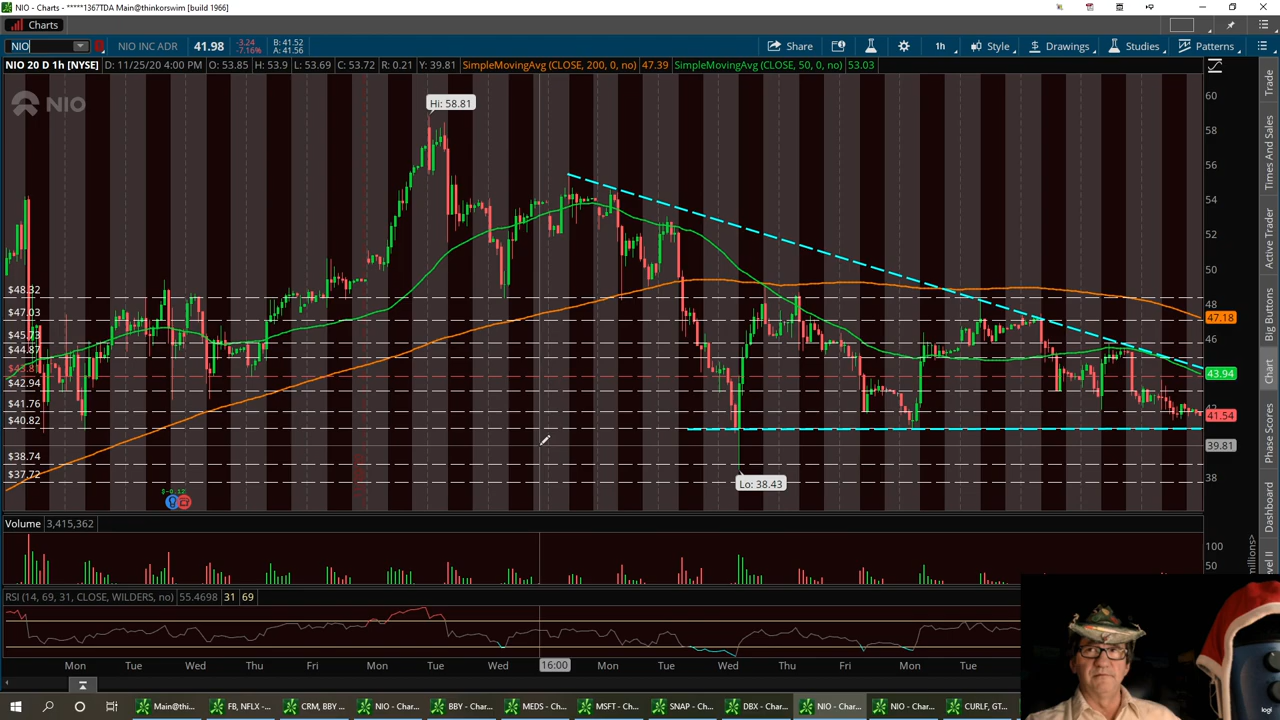 NIO - Charts - *****1367TDA Main@thinkorswim [build 1966]
Charts
NIO NIO INC ADR 41.98 -3.24 -7.16% B: 41.52 A: 41.56 Share 1h Style Drawings Studies Patterns
NIO 20 D 1h [NYSE] D: 11/25/20 4:00 PM O: 53.85 H: 53.9 L: 53.69 C: 53.72 R: 0.21 Y: 39.81 SimpleMovingAvg (CLOSE, 200, 0, no) 47.39 SimpleMovingAvg (CLOSE, 50, 0, no) 53.03
NIO
Hi: 58.81
60
58
56
54
52
50
48
46
38
$48.32
$47.03
$45.73
$44.87
$42.94
$41.76
$40.82
$38.74
$37.72
47.18
43.94
41.54
39.81
Lo: 38.43
$-0.12
Volume 3,415,362
100
50
<millions>
RSI (14, 69, 31, CLOSE, WILDERS, no) 55.4698 31 69
Mon Tue Wed Thu Fri Mon Tue Wed 16:00 Mon Tue Wed Thu Fri Mon Tue
Trade
Times And Sales
Active Trader
Big Buttons
Chart
Phase Scores
Dashboard
Level II
Main@thi... FB, NFLX - ... CRM, BBY ... NIO - Char... BBY - Char... MEDS - Ch... MSFT - Ch... SNAP - Ch... DBX - Char... NIO - Char... NIO - Char... CURLF, GT...
logi